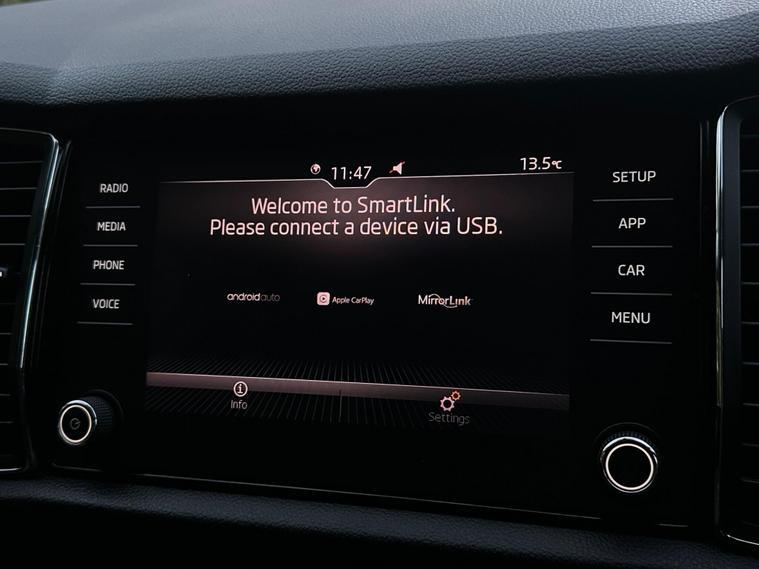 11:47
13.5°C
RADIO
MEDIA
PHONE
VOICE
Welcome to SmartLink.
Please connect a device via USB.
androidauto
Apple CarPlay
MirrorLink
Info
Settings
SETUP
APP
CAR
MENU